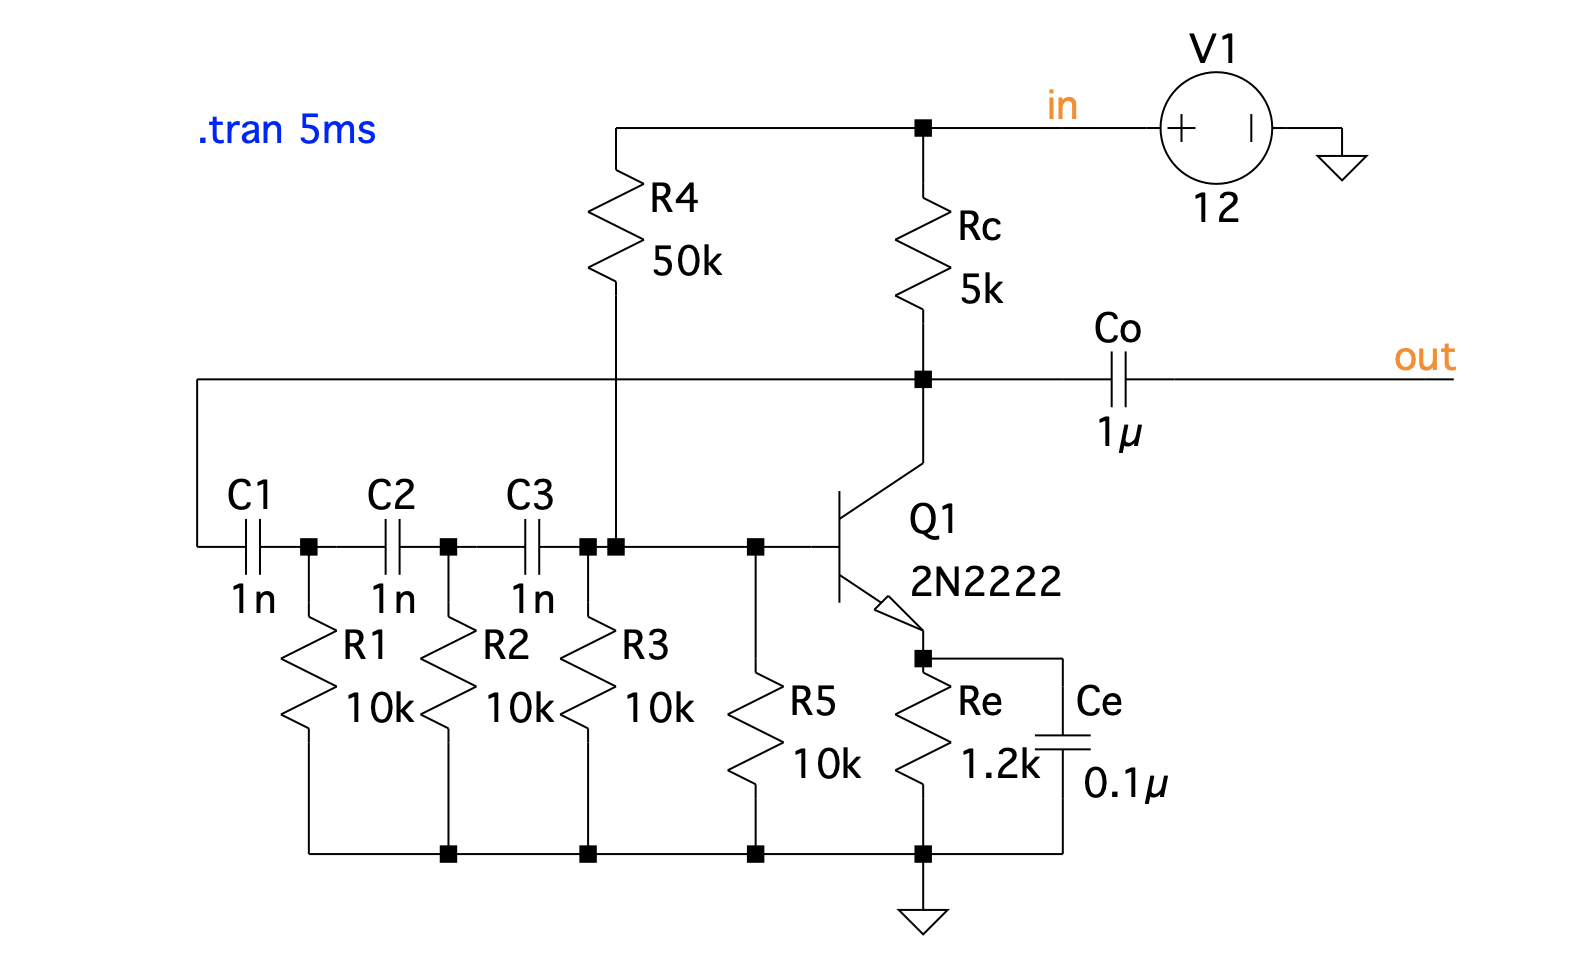 V1
in
.tran 5ms
12
R4
50k
Rc
5k
Co
out
1µ
C1
C2
C3
Q1
2N2222
1n
1n
1n
R1
R2
R3
10k
10k
10k
R5
10k
Re
1.2k
Ce
0.1µ